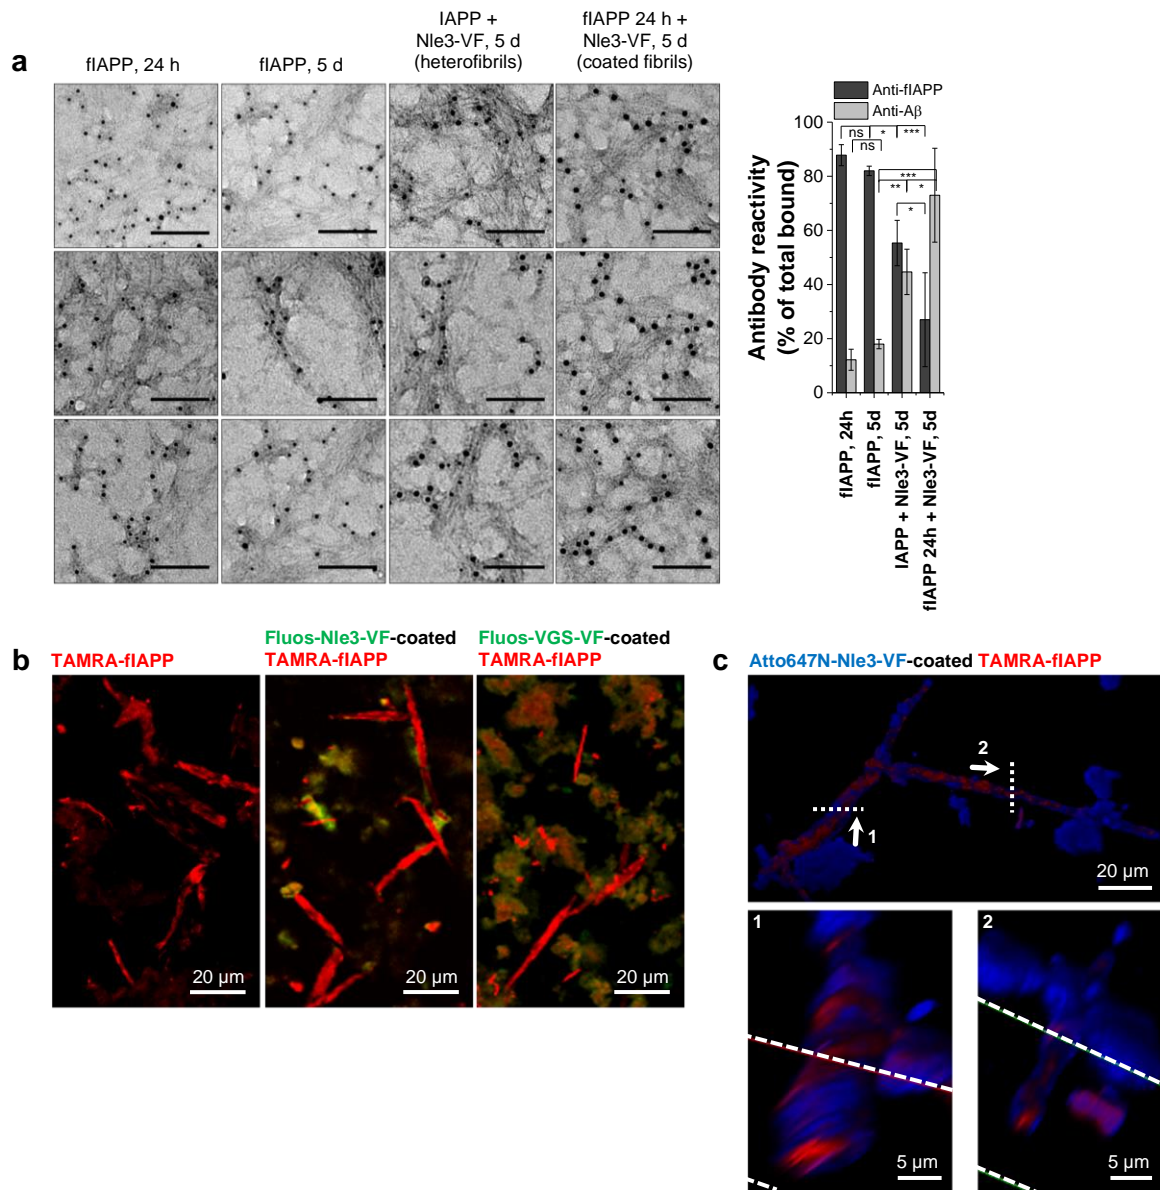 a
fIAPP, 24 h
fIAPP, 5 d
IAPP +
Nle3-VF, 5 d
(heterofibrils)
fIAPP 24 h +
Nle3-VF, 5 d
(coated fibrils)
Anti-fIAPP
Anti-Aβ
Antibody reactivity
(% of total bound)
100
80
60
40
20
0
ns
*
***
ns
***
**
*
*
fIAPP, 24h
fIAPP, 5d
IAPP + Nle3-VF, 5d
fIAPP 24h + Nle3-VF, 5d
b
TAMRA-fIAPP
Fluos-Nle3-VF-coated
TAMRA-fIAPP
Fluos-VGS-VF-coated
TAMRA-fIAPP
20 µm
20 µm
20 µm
c
Atto647N-Nle3-VF-coated TAMRA-fIAPP
2
1
20 µm
1
5 µm
2
5 µm